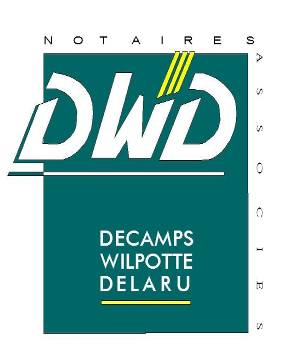 NOTAIRES
ASSOCIES
DWD
DECAMPS
WILPOTTE
DELARU